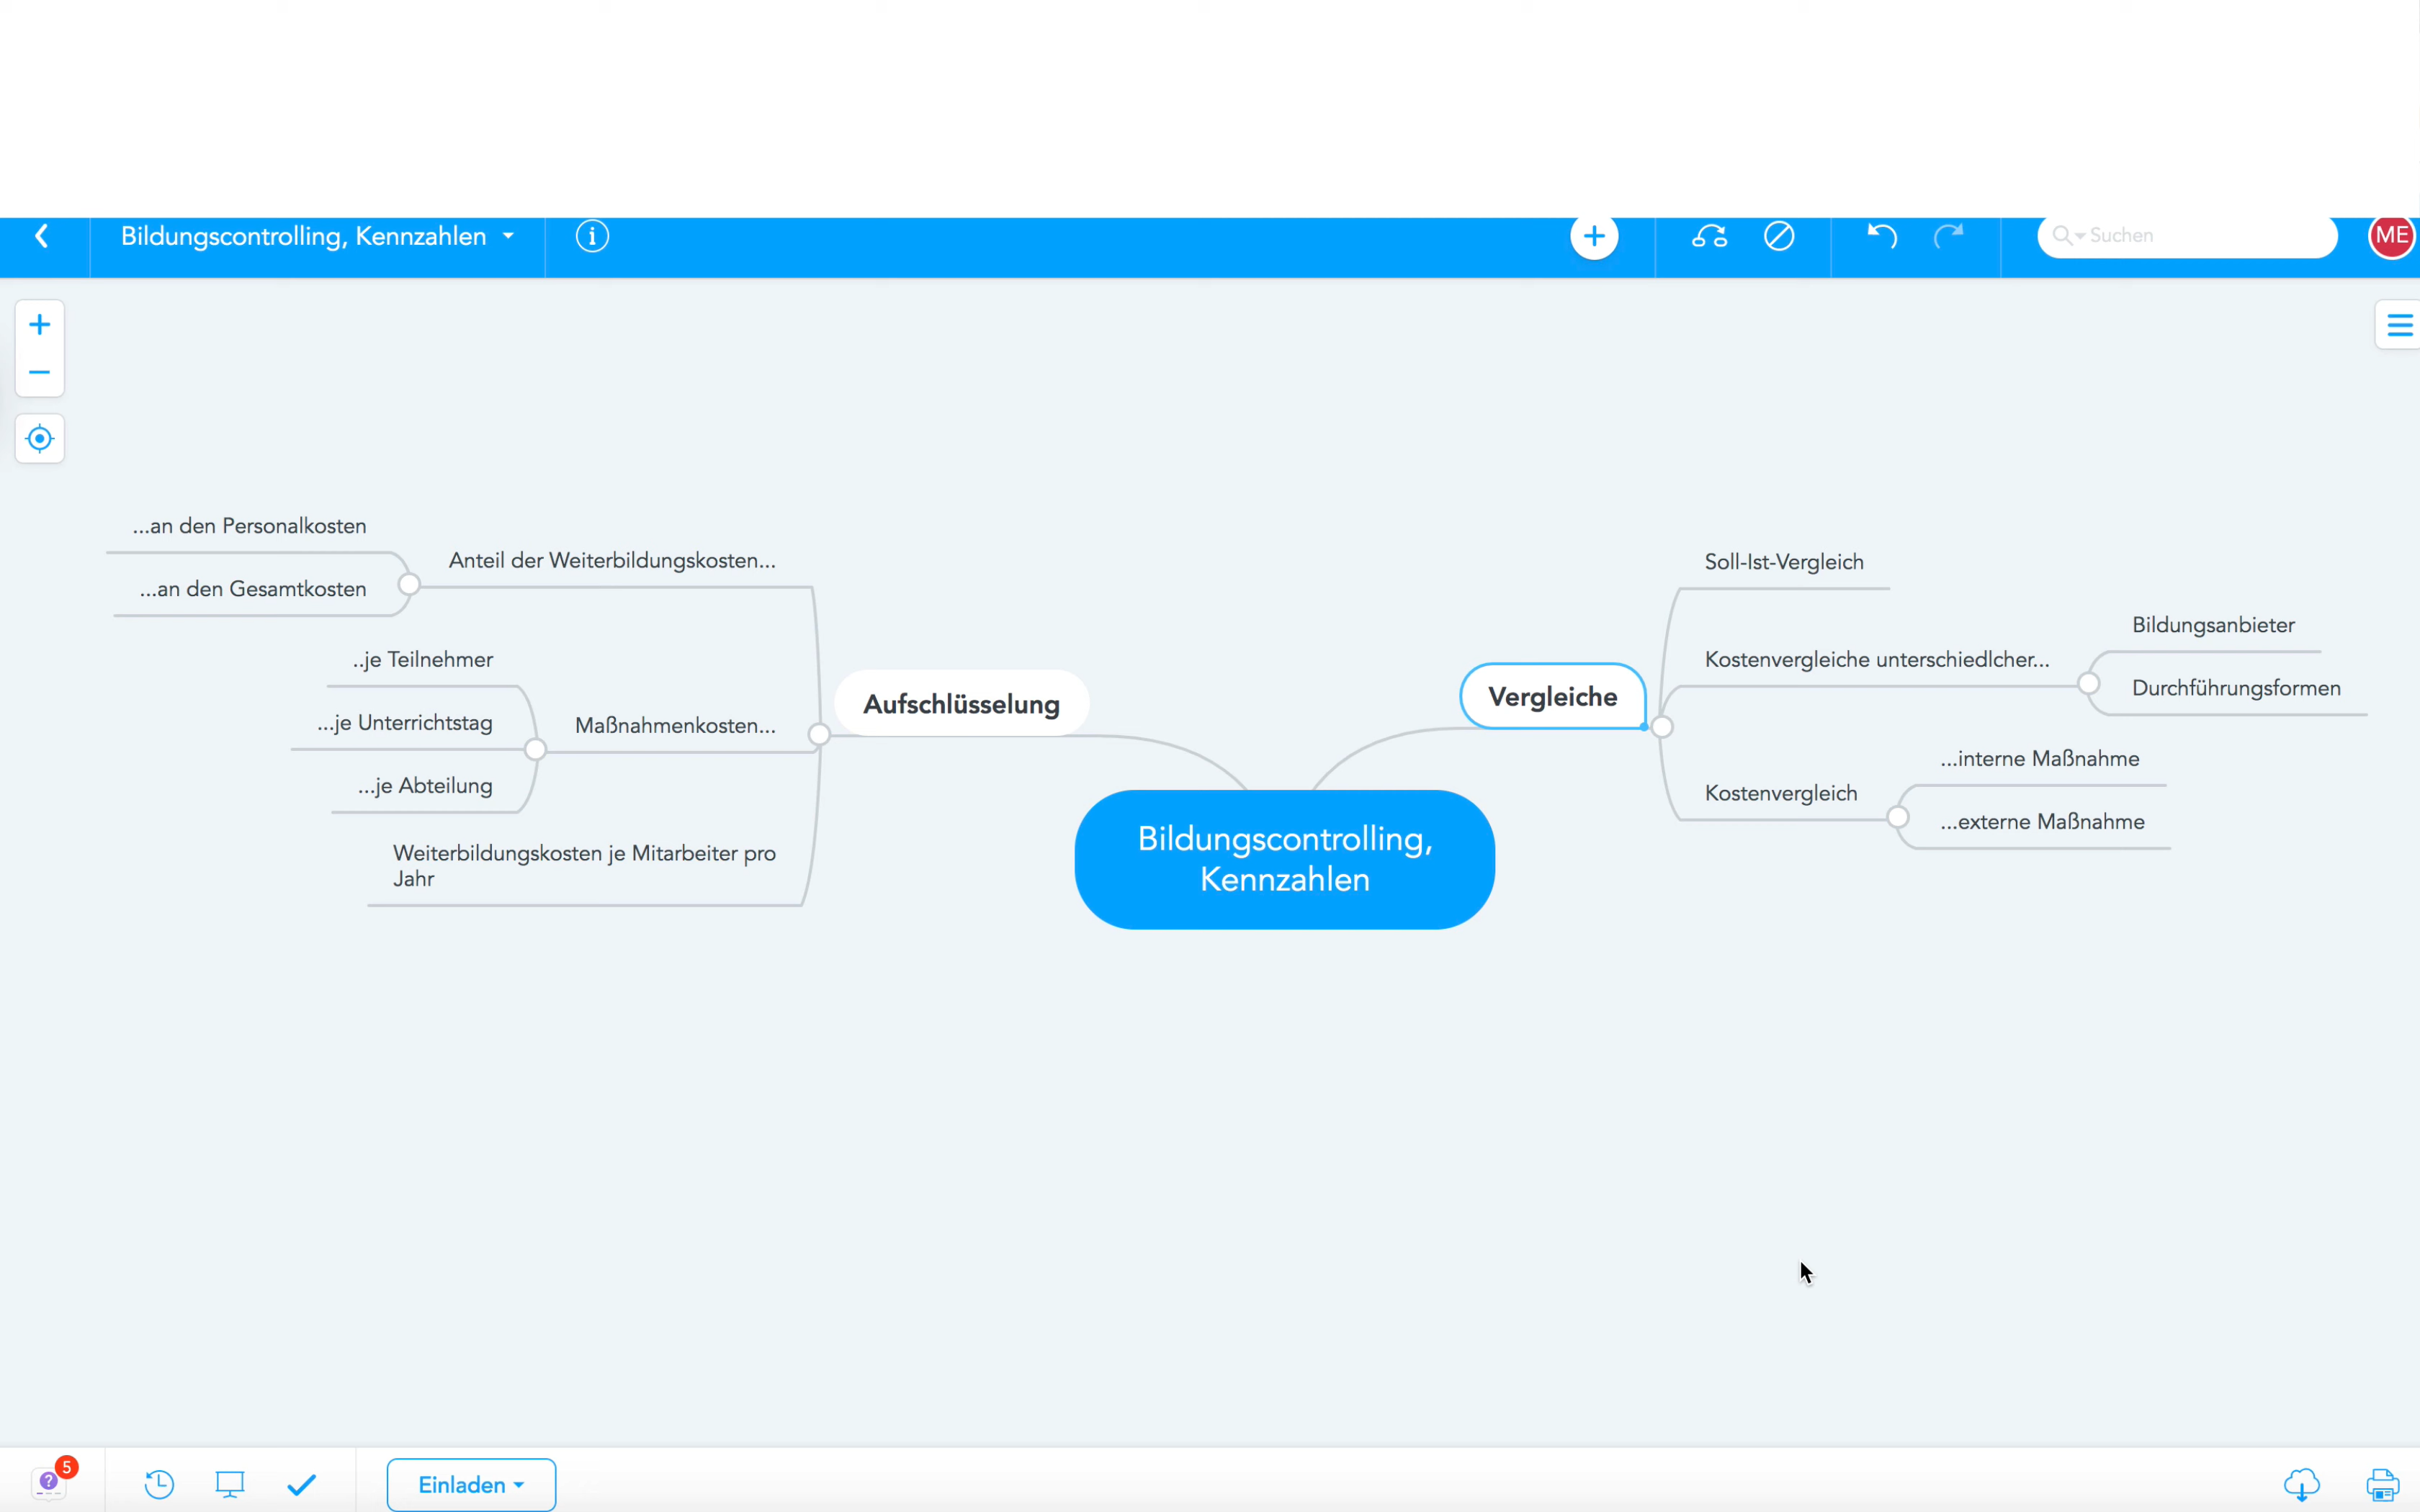 Bildungscontrolling, Kennzahlen
Suchen
ME
...an den Personalkosten
Anteil der Weiterbildungskosten...
...an den Gesamtkosten
..je Teilnehmer
...je Unterrichtstag
Maßnahmenkosten...
...je Abteilung
Weiterbildungskosten je Mitarbeiter pro
Jahr
Aufschlüsselung
Bildungscontrolling,
Kennzahlen
Vergleiche
Soll-Ist-Vergleich
Kostenvergleiche unterschiedlcher...
Bildungsanbieter
Durchführungsformen
Kostenvergleich
...interne Maßnahme
...externe Maßnahme
5
Einladen